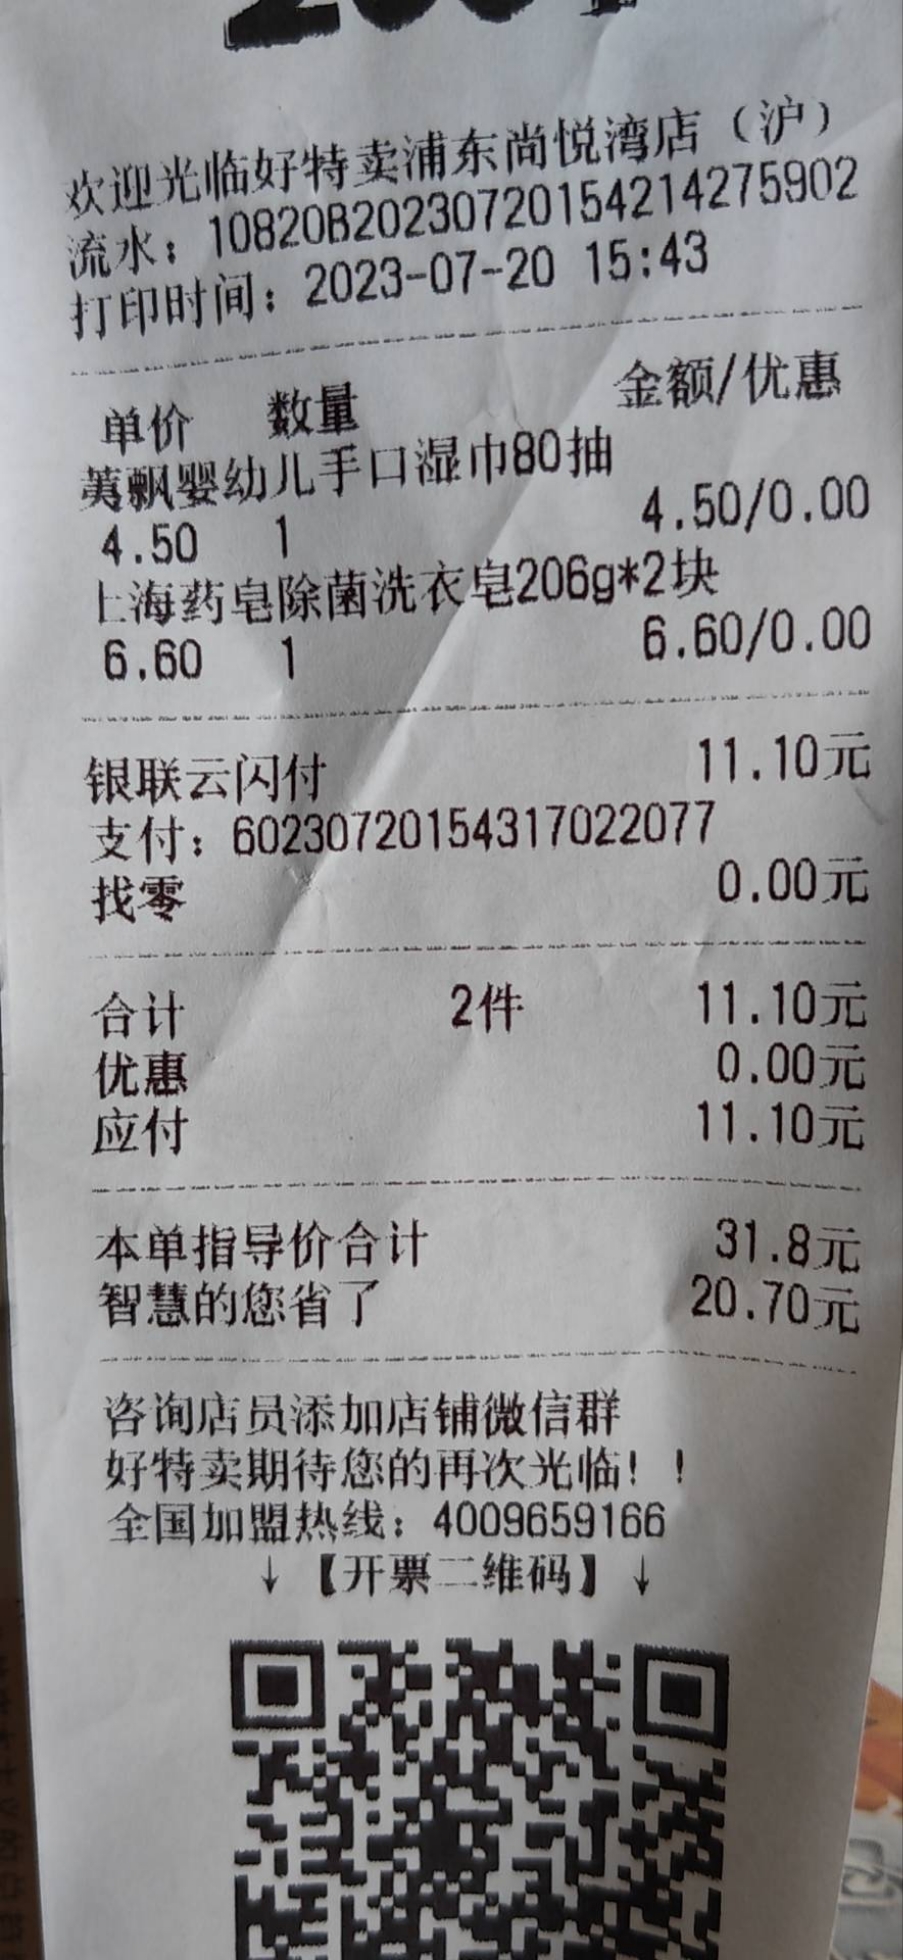 欢迎光临好特卖浦东尚悦湾店（沪）
流水：10820B20230720154214275902
打印时间：2023-07-20 15:43
单价 数量 金额/优惠
萋飘婴幼儿手口湿巾80抽
4.50 1 4.50/0.00
上海药皂除菌洗衣皂206g*2块
6.60 1 6.60/0.00
银联云闪付 11.10元
支付：60230720154317022077
找零 0.00元
合计 2件 11.10元
优惠 0.00元
应付 11.10元
本单指导价合计 31.8元
智慧的您省了 20.70元
咨询店员添加店铺微信群
好特卖期待您的再次光临！！
全国加盟热线：4009659166
↓【开票二维码】↓